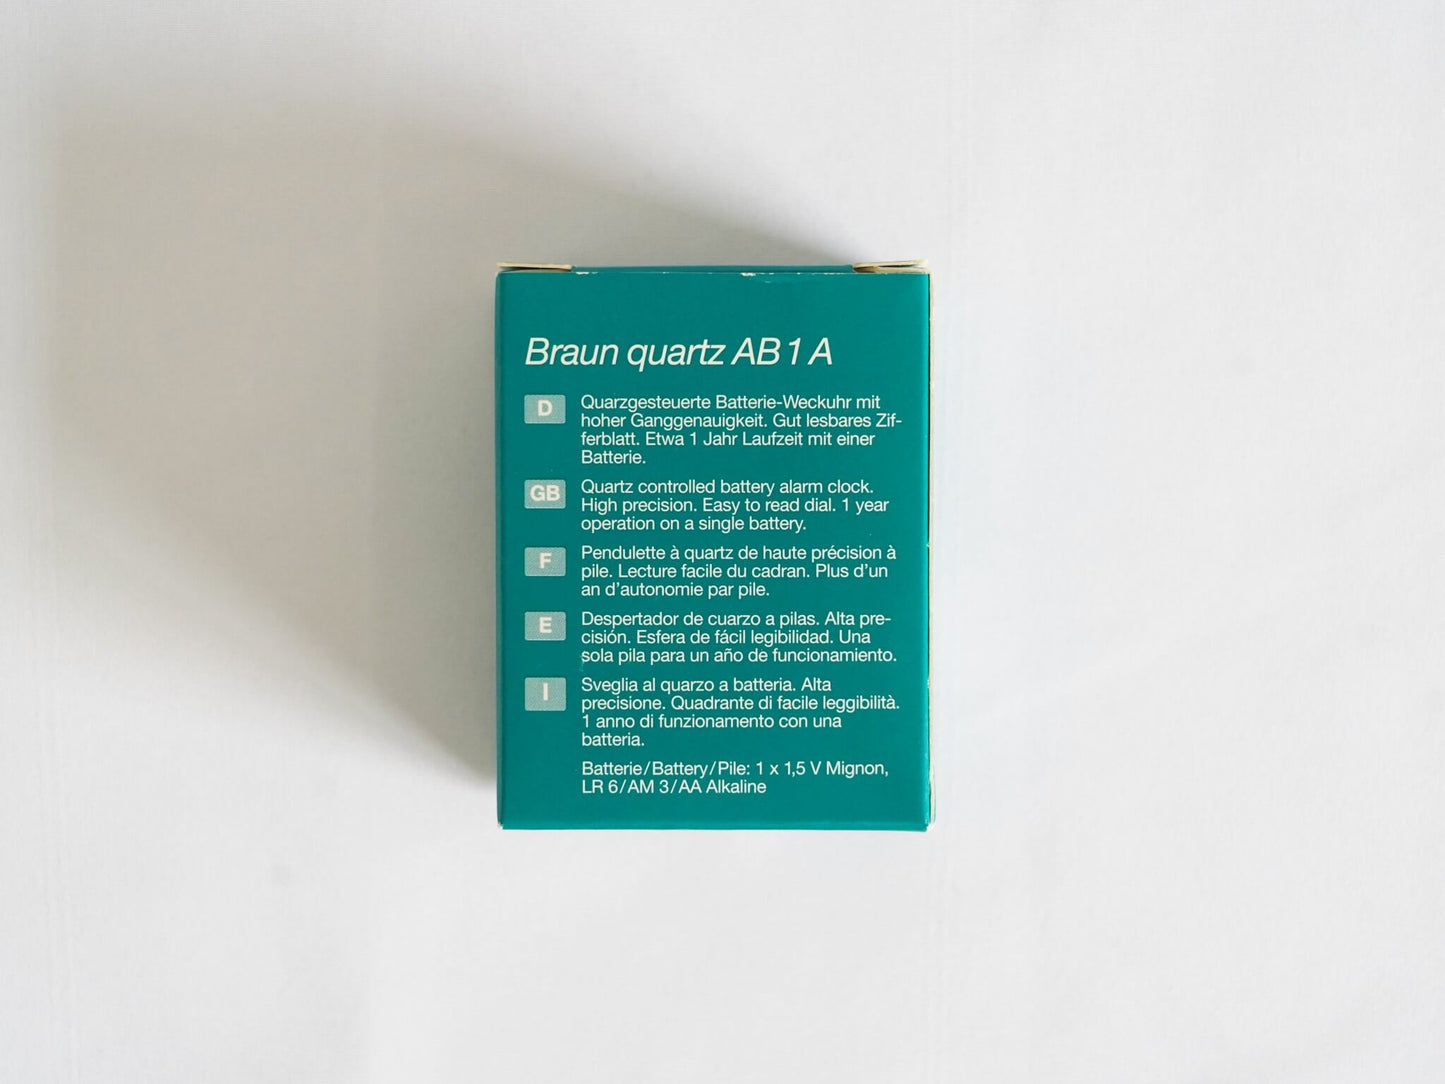 Braun quartz AB 1 A
D
Quarzgesteuerte Batterie-Weckuhr mit
hoher Ganggenauigkeit. Gut lesbares Zif-
ferblatt. Etwa 1 Jahr Laufzeit mit einer
Batterie.
GB
Quartz controlled battery alarm clock.
High precision. Easy to read dial. 1 year
operation on a single battery.
F
Pendulette à quartz de haute précision à
pile. Lecture facile du cadran. Plus d'un
an d'autonomie par pile.
E
Despertador de cuarzo a pilas. Alta pre-
cisión. Esfera de fácil legibilidad. Una
sola pila para un año de funcionamiento.
I
Sveglia al quarzo a batteria. Alta
precisione. Quadrante di facile leggibilità.
1 anno di funzionamento con una
batteria.
Batterie/Battery/Pile: 1 x 1,5 V Mignon,
LR 6/AM 3/AA Alkaline